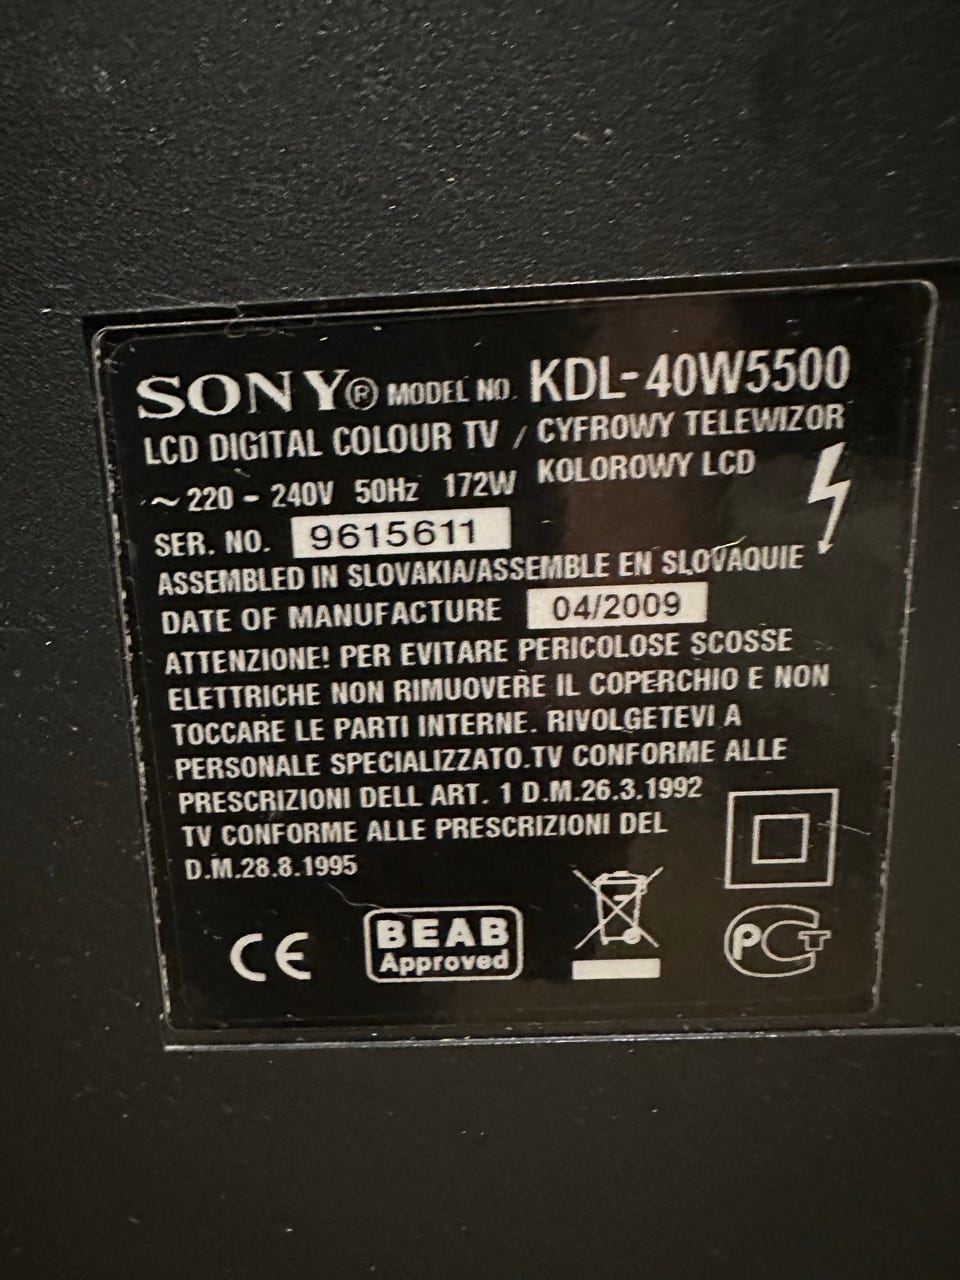 SONY® MODEL NO. KDL-40W5500
LCD DIGITAL COLOUR TV / CYFROWY TELEWIZOR
KOLOROWY LCD
~ 220 - 240V 50Hz 172W
SER. NO. 9615611
ASSEMBLED IN SLOVAKIA/ASSEMBLE EN SLOVAQUIE
DATE OF MANUFACTURE 04/2009
ATTENZIONE! PER EVITARE PERICOLOSE SCOSSE
ELETTRICHE NON RIMUOVERE IL COPERCHIO E NON
TOCCARE LE PARTI INTERNE. RIVOLGETEVI A
PERSONALE SPECIALIZZATO.TV CONFORME ALLE
PRESCRIZIONI DELL ART. 1 D.M.26.3.1992
TV CONFORME ALLE PRESCRIZIONI DEL
D.M.28.8.1995
CE
BEAB
Approved
PCT